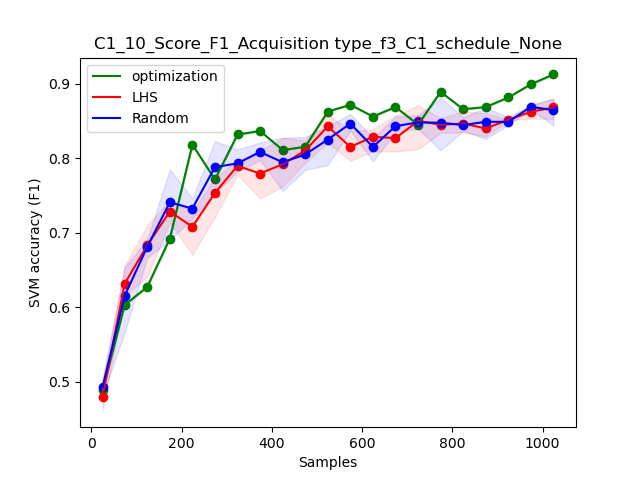 C1_10_Score_F1_Acquisition type_f3_C1_schedule_None
optimization
LHS
Random
SVM accuracy (F1)
0.9
0.8
0.7
0.6
0.5
0 200 400 600 800 1000
Samples